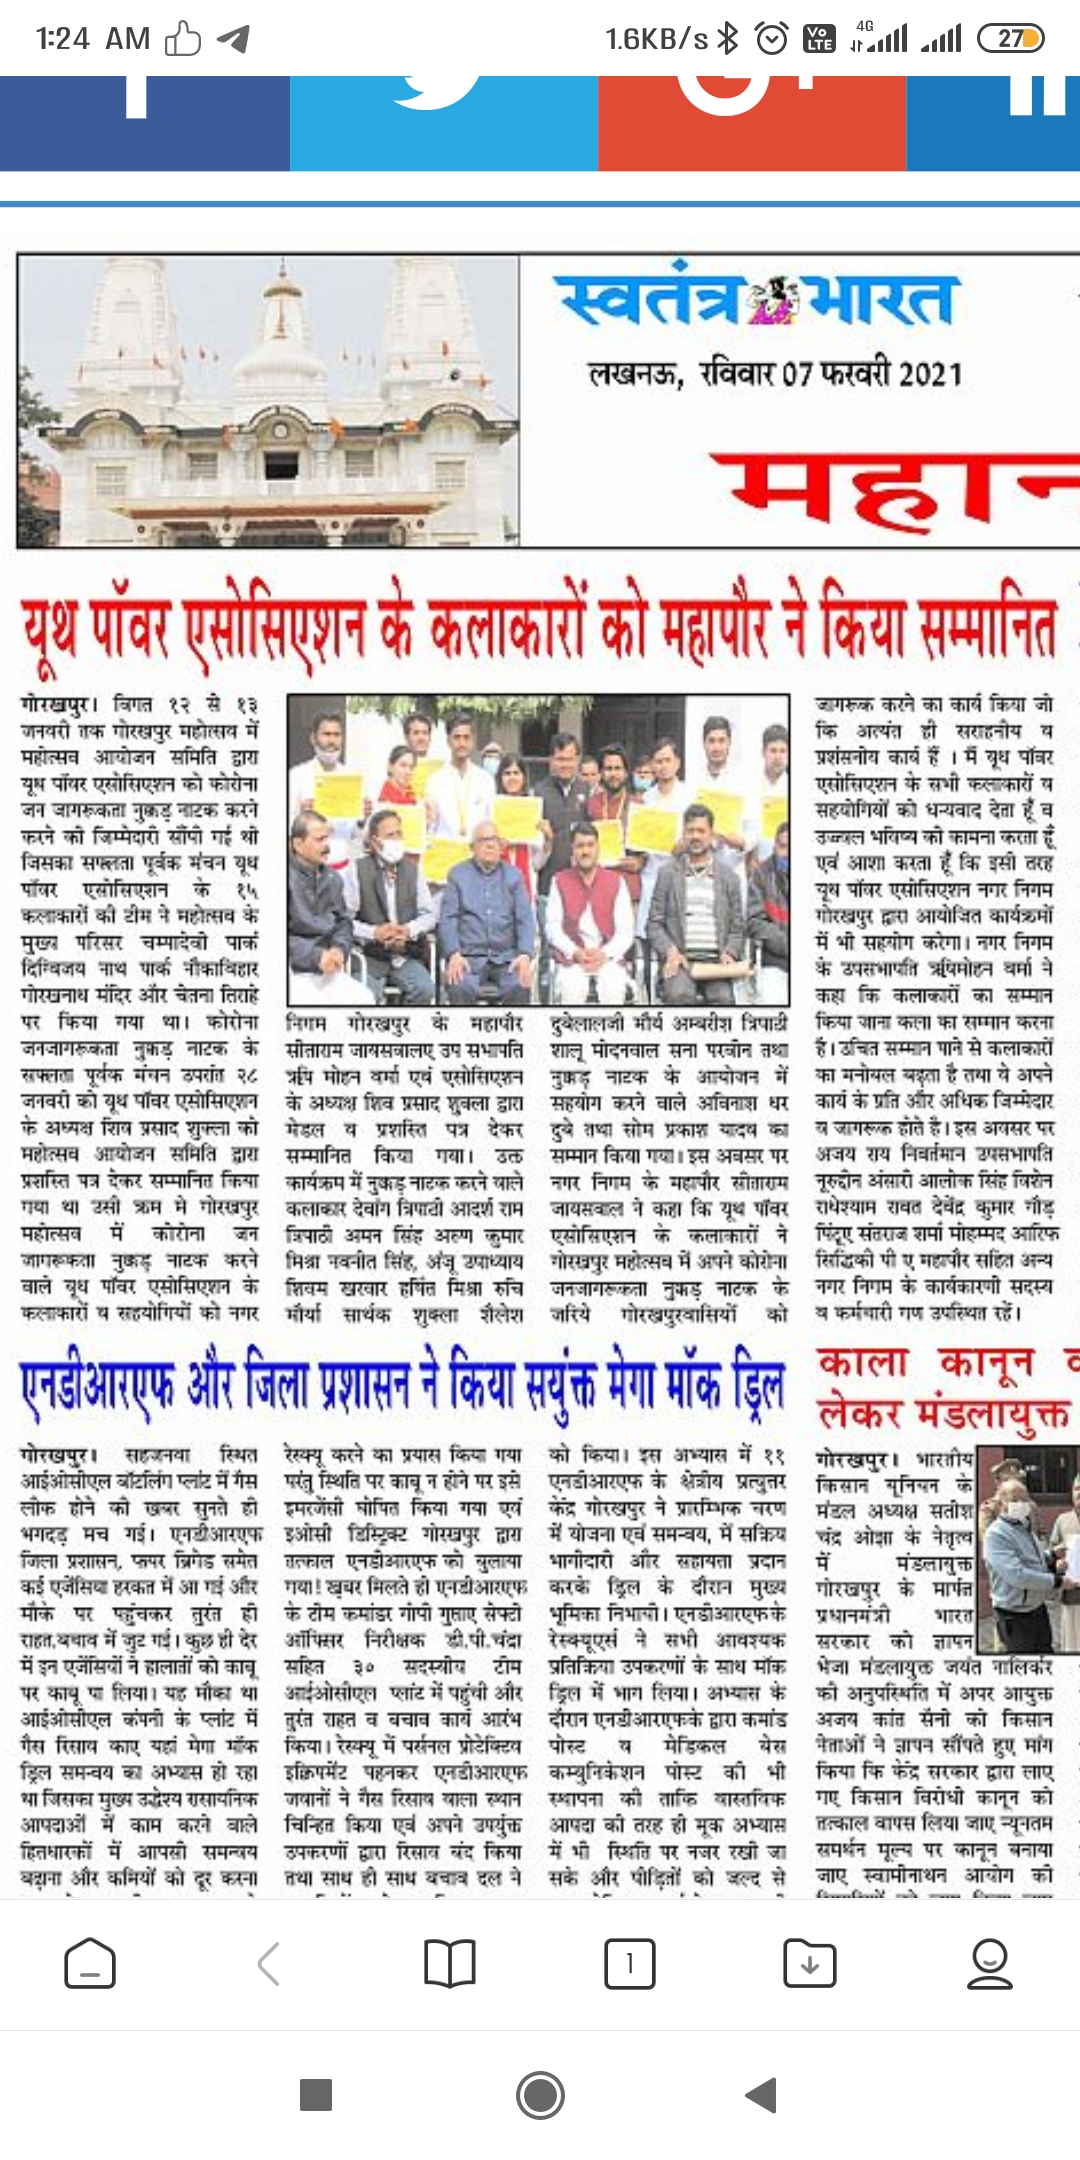 1:24 AM
1.6KB/s
Vo LTE
4G
27
स्वतंत्र भारत
लखनऊ, रविवार 07 फरवरी 2021
यूथ पॉवर एसोसिएशन के कलाकारों को महापौर ने किया सम्मानित
गोरखपुर। विगत १२ से १३
जनवरी तक गोरखपुर महोत्सव में
महोत्सव आयोजन समिति द्वारा
यूथ पॉवर एसोसिएशन को कोरोना
जन जागरूकता नुक्कड़ नाटक करने
करने की जिम्मेदारी सौंपी गई थी
जिसका सफलता पूर्वक मंचन यूथ
पॉवर एसोसिएशन के १५
कलाकारों की टीम ने महोत्सव के
मुख्य परिसर चम्पादेवी पार्क
दिग्विजय नाथ पार्क नौकाविहार
गोरखनाथ मंदिर और चेतना तिराहे
पर किया गया था। कोरोना
जनजागरूकता नुक्कड़ नाटक के
सफलता पूर्वक मंचन उपरांत २८
जनवरी को यूथ पॉवर एसोसिएशन
के अध्यक्ष शिव प्रसाद शुक्ला को
महोत्सव आयोजन समिति द्वारा
प्रशस्ति पत्र देकर सम्मानित किया
गया था उसी क्रम मे गोरखपुर
महोत्सव में कोरोना जन
जागरूकता नुक्कड़ नाटक करने
वाले यूथ पॉवर एसोसिएशन के
कलाकारों व सहयोगियों को नगर
निगम गोरखपुर के महापौर
सीताराम जायसवालए उप सभापति
ऋषि मोहन वर्मा एवं एसोसिएशन
के अध्यक्ष शिव प्रसाद शुक्ला द्वारा
मेडल व प्रशस्ति पत्र देकर
सम्मानित किया गया। उक्त
कार्यक्रम में नुक्कड़ नाटक करने वाले
कलाकार देवांग त्रिपाठी आदर्श राम
त्रिपाठी अमन सिंह अरुण कुमार
मिश्रा नवनीत सिंह, अंजू उपाध्याय
शिवम खरवार हर्षित मिश्रा रुचि
मौर्या सार्थक शुक्ला शैलेश
दुबेलालजी मौर्य अम्बरीश त्रिपाठी
शालू मोदनवाल सना परवीन तथा
नुक्कड़ नाटक के आयोजन में
सहयोग करने वाले अविनाश धर
दुबे तथा सोम प्रकाश यादव का
सम्मान किया गया। इस अवसर पर
नगर निगम के महापौर सीताराम
जायसवाल ने कहा कि यूथ पॉवर
एसोसिएशन के कलाकारों ने
गोरखपुर महोत्सव में अपने कोरोना
जनजागरूकता नुक्कड़ नाटक के
जरिये गोरखपुरवासियों को
जागरूक करने का कार्य किया जो
कि अत्यंत ही सराहनीय व
प्रशंसनीय कार्य हैं । मैं यूथ पॉवर
एसोसिएशन के सभी कलाकारों व
सहयोगियों को धन्यवाद देता हूँ व
उज्ज्वल भविष्य की कामना करता हूँ
एवं आशा करता हूँ कि इसी तरह
यूथ पॉवर एसोसिएशन नगर निगम
गोरखपुर द्वारा आयोजित कार्यक्रमों
में भी सहयोग करेगा। नगर निगम
के उपसभापति ऋषिमोहन वर्मा ने
कहा कि कलाकारों का सम्मान
किया जाना कला का सम्मान करना
है। उचित सम्मान पाने से कलाकारों
का मनोबल बढ़ता है तथा वे अपने
कार्य के प्रति और अधिक जिम्मेदार
व जागरूक होते है। इस अवसर पर
अजय राय निवर्तमान उपसभापति
नूरुद्दीन अंसारी आलोक सिंह विशेन
राधेश्याम रावत देवेंद्र कुमार गौड़
पिंटूए संतराज शर्मा मोहम्मद आरिफ
सिद्दिकी पी ए महापौर सहित अन्य
नगर निगम के कार्यकारणी सदस्य
व कर्मचारी गण उपस्थित रहें।
एनडीआरएफ और जिला प्रशासन ने किया सयुंक्त मेगा मॉक ड्रिल
गोरखपुर। सहजनवा स्थित
आईओसीएल बॉटलिंग प्लांट में गैस
लीक होने की खबर सुनते ही
भगदड़ मच गई। एनडीआरएफ
जिला प्रशासन, फायर ब्रिगेड समेत
कई एजेंसिया हरकत में आ गई और
मौके पर पहुंचकर तुरंत ही
राहत,बचाव में जुट गई। कुछ ही देर
में इन एजेंसियों ने हालातों को काबू
पर काबू पा लिया। यह मौका था
आईओसीएल कंपनी के प्लांट में
गैस रिसाव काए यहां मेगा मॉक
ड्रिल समन्वय का अभ्यास हो रहा
था जिसका मुख्य उद्धेश्य रासायनिक
आपदाओं में काम करने वाले
हितधारकों में आपसी समन्वय
बढ़ाना और कमियों को दूर करना
रेस्क्यू करने का प्रयास किया गया
परंतु स्थिति पर काबू न होने पर इसे
इमरजेंसी घोषित किया गया एवं
इओसी डिस्ट्रिक्ट गोरखपुर द्वारा
तत्काल एनडीआरएफ को बुलाया
गया! खबर मिलते ही एनडीआरएफ
के टीम कमांडर गोपी गुप्ताए सेफ्टी
ऑफिसर निरीक्षक डी.पी.चंद्रा
सहित ३० सदस्यीय टीम
आईओसीएल प्लांट में पहुंची और
तुरंत राहत व बचाव कार्य आरंभ
किया। रेस्क्यू में पर्सनल प्रोटेक्टिव
इक्विपमेंट पहनकर एनडीआरएफ
जवानों ने गैस रिसाव वाला स्थान
चिन्हित किया एवं अपने उपर्युक्त
उपकरणों द्वारा रिसाव बंद किया
तथा साथ ही साथ बचाव दल ने
को किया। इस अभ्यास में ११
एनडीआरएफ के क्षेत्रीय प्रत्युत्तर
केंद्र गोरखपुर ने प्रारम्भिक चरण
में योजना एवं समन्वय, में सक्रिय
भागीदारी और सहायता प्रदान
करके ड्रिल के दौरान मुख्य
भूमिका निभायी। एनडीआरएफके
रेस्क्यूएर्स ने सभी आवश्यक
प्रतिक्रिया उपकरणों के साथ मॉक
ड्रिल में भाग लिया। अभ्यास के
दौरान एनडीआरएफके द्वारा कमांड
पोस्ट व मेडिकल बेस
कम्युनिकेशन पोस्ट की भी
स्थापना की ताकि वास्तविक
आपदा की तरह ही मूक अभ्यास
में भी स्थिति पर नजर रखी जा
सके और पीड़ितों को जल्द से
काला कानून
लेकर मंडलायुक्त
गोरखपुर। भारतीय
किसान यूनियन के
मंडल अध्यक्ष सतीश
चंद्र ओझा के नेतृत्व
में मंडलायुक्त
गोरखपुर के मार्फत
प्रधानमंत्री भारत
सरकार को ज्ञापन
भेजा मंडलायुक्त जयंत नार्लिकर
की अनुपस्थिति में अपर आयुक्त
अजय कांत सैनी को किसान
नेताओं ने ज्ञापन सौंपते हुए मांग
किया कि केंद्र सरकार द्वारा लाए
गए किसान विरोधी कानून को
तत्काल वापस लिया जाए न्यूनतम
समर्थन मूल्य पर कानून बनाया
जाए स्वामीनाथन आयोग की
1